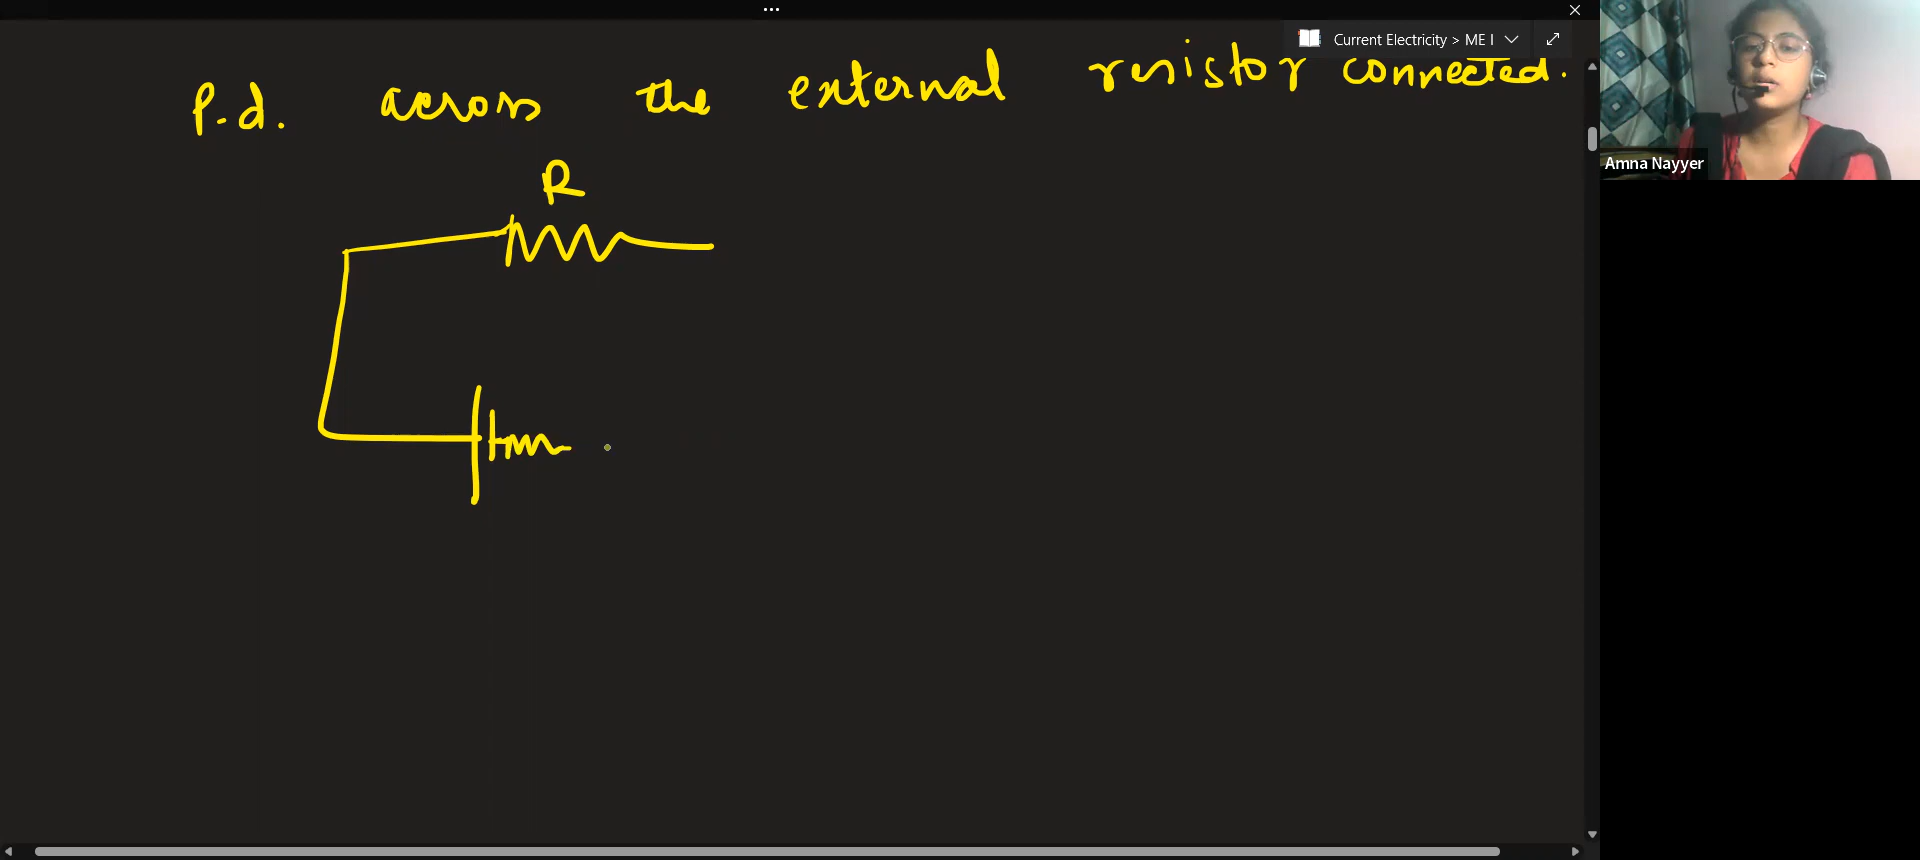 Current Electricity > ME I
P.d. across the external resistor connected.
R
Amna Nayyer